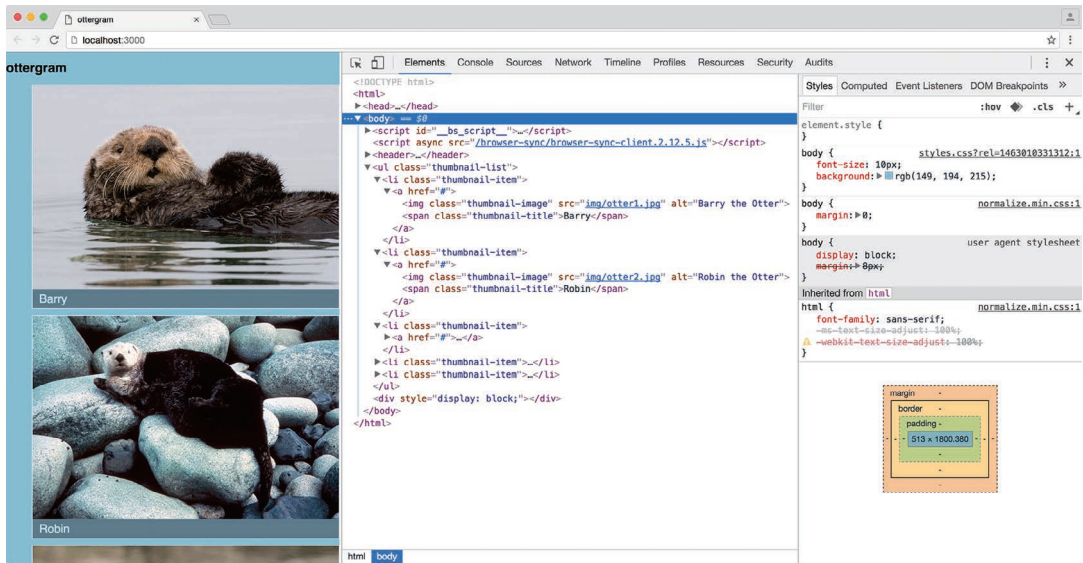 ottergram
localhost:3000
ottergram
Barry
Robin
Elements Console Sources Network Timeline Profiles Resources Security Audits
<!DOCTYPE html>
<html>
<head>…</head>
<body> == $0
<script id="__bs_script__">…</script>
<script async src="/browser-sync/browser-sync-client.2.12.5.js"></script>
<header>…</header>
<ul class="thumbnail-list">
<li class="thumbnail-item">
<a href="#">
<img class="thumbnail-image" src="img/otter1.jpg" alt="Barry the Otter">
<span class="thumbnail-title">Barry</span>
</a>
</li>
<li class="thumbnail-item">
<a href="#">
<img class="thumbnail-image" src="img/otter2.jpg" alt="Robin the Otter">
<span class="thumbnail-title">Robin</span>
</a>
</li>
<li class="thumbnail-item">
<a href="#">…</a>
</li>
<li class="thumbnail-item">…</li>
<li class="thumbnail-item">…</li>
</ul>
<div style="display: block;"></div>
</body>
</html>
html body
Styles Computed Event Listeners DOM Breakpoints »
Filter :hov .cls +
element.style {
}
body { styles.css?rel=1463010331312:1
font-size: 10px;
background: rgb(149, 194, 215);
}
body { normalize.min.css:1
margin: 0;
}
body { user agent stylesheet
display: block;
margin: 8px;
}
Inherited from html
html { normalize.min.css:1
font-family: sans-serif;
-ms-text-size-adjust: 100%;
-webkit-text-size-adjust: 100%;
}
margin -
border -
padding -
- - - 513 × 1800.380 - - -
-
-
-